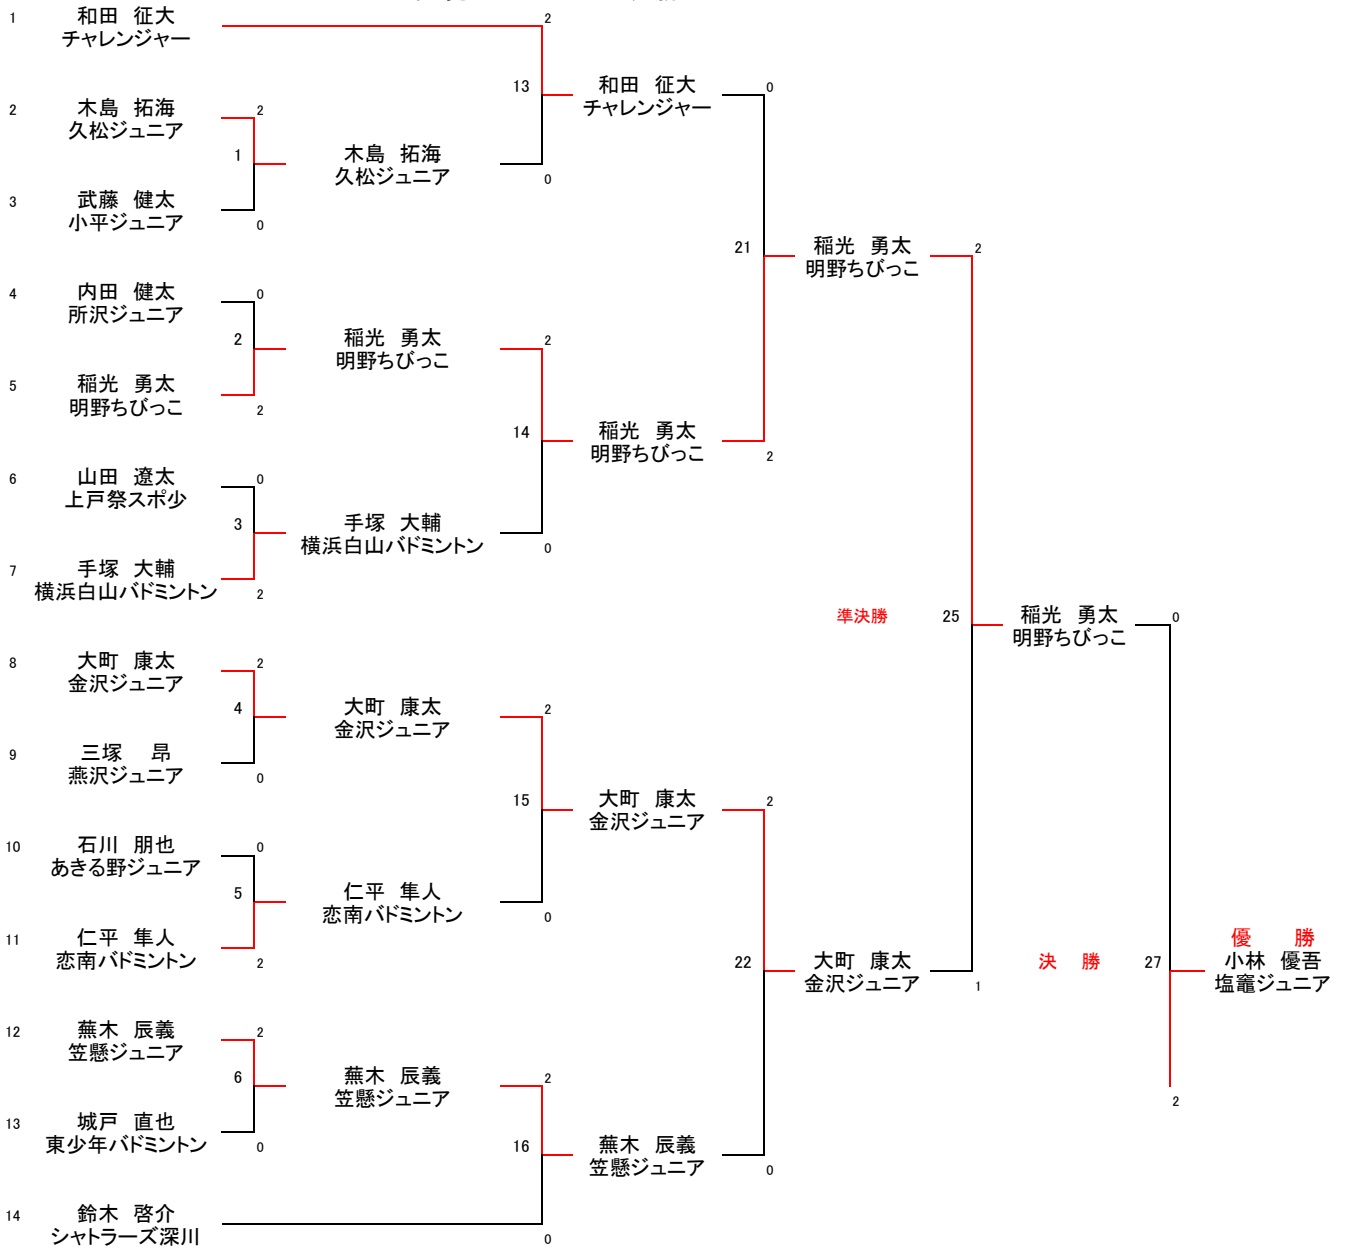 1
和田 征大
チャレンジャー
2
木島 拓海
久松ジュニア
2
1
3
武藤 健太
小平ジュニア
0
4
内田 健太
所沢ジュニア
0
2
5
稲光 勇太
明野ちびっこ
2
6
山田 遼太
上戸祭スポ少
0
3
7
手塚 大輔
横浜白山バドミントン
2
8
大町 康太
金沢ジュニア
2
4
9
三塚 昂
燕沢ジュニア
0
10
石川 朋也
あきる野ジュニア
0
5
11
仁平 隼人
恋南バドミントン
2
12
蕪木 辰義
笠懸ジュニア
2
6
13
城戸 直也
東少年バドミントン
0
14
鈴木 啓介
シャトラーズ深川
2
13
木島 拓海
久松ジュニア
0
稲光 勇太
明野ちびっこ
2
14
手塚 大輔
横浜白山バドミントン
0
大町 康太
金沢ジュニア
2
15
仁平 隼人
恋南バドミントン
0
蕪木 辰義
笠懸ジュニア
2
16
0
和田 征大
チャレンジャー
0
21
稲光 勇太
明野ちびっこ
2
大町 康太
金沢ジュニア
2
22
蕪木 辰義
笠懸ジュニア
0
稲光 勇太
明野ちびっこ
2
準決勝
25
大町 康太
金沢ジュニア
1
稲光 勇太
明野ちびっこ
0
決 勝
27
2
優 勝
小林 優吾
塩竈ジュニア